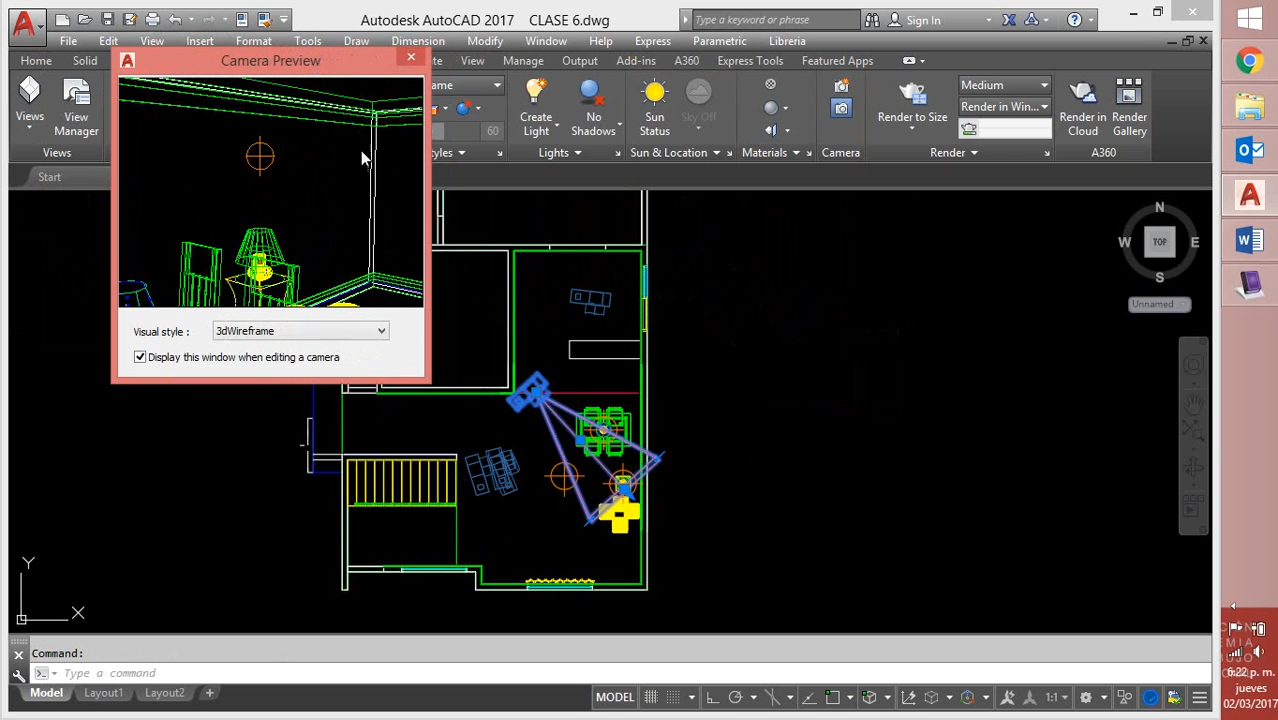 Autodesk AutoCAD 2017 CLASE 6.dwg
Type a keyword or phrase
Sign In
File Edit View Insert Format Tools Draw Dimension Modify Window Help Express Parametric Libreria
Home Solid View Manage Output Add-ins A360 Express Tools Featured Apps
Camera Preview
Views
View Manager
Views
60
Create Light
No Shadows
Lights
Sun Status
Sky Off
Sun & Location
Materials
Camera
Render to Size
Medium
Render in Win...
Render
Render in Cloud
Render Gallery
A360
Start
N
W TOP E
S
Unnamed
Visual style :
3dWireframe
Display this window when editing a camera
Y
X
Command:
Type a command
Model Layout1 Layout2 +
MODEL
1:1
6:22 p. m.
jueves
02/03/2017